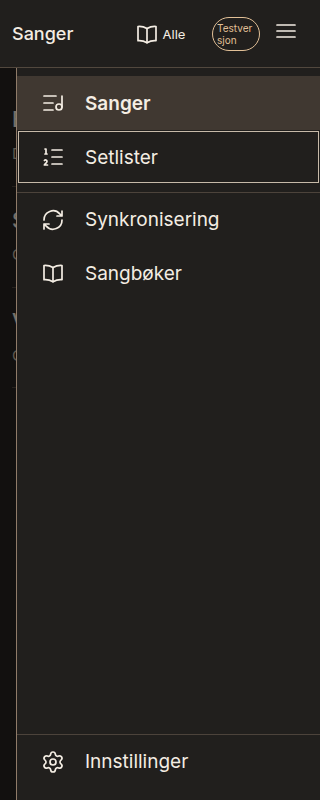 Sanger
Alle
Testver
sjon
Sanger
Setlister
Synkronisering
Sangbøker
Innstillinger